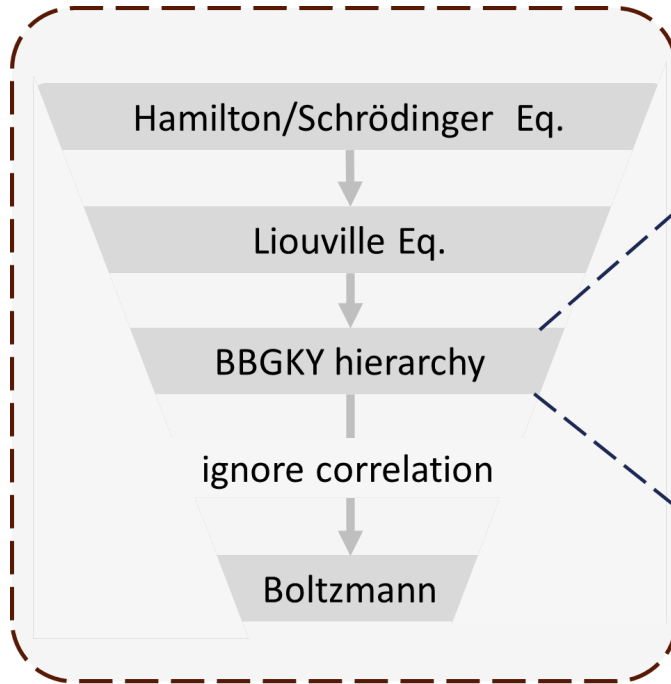 Hamilton/Schrödinger Eq.
Liouville Eq.
BBGKY hierarchy
ignore correlation
Boltzmann